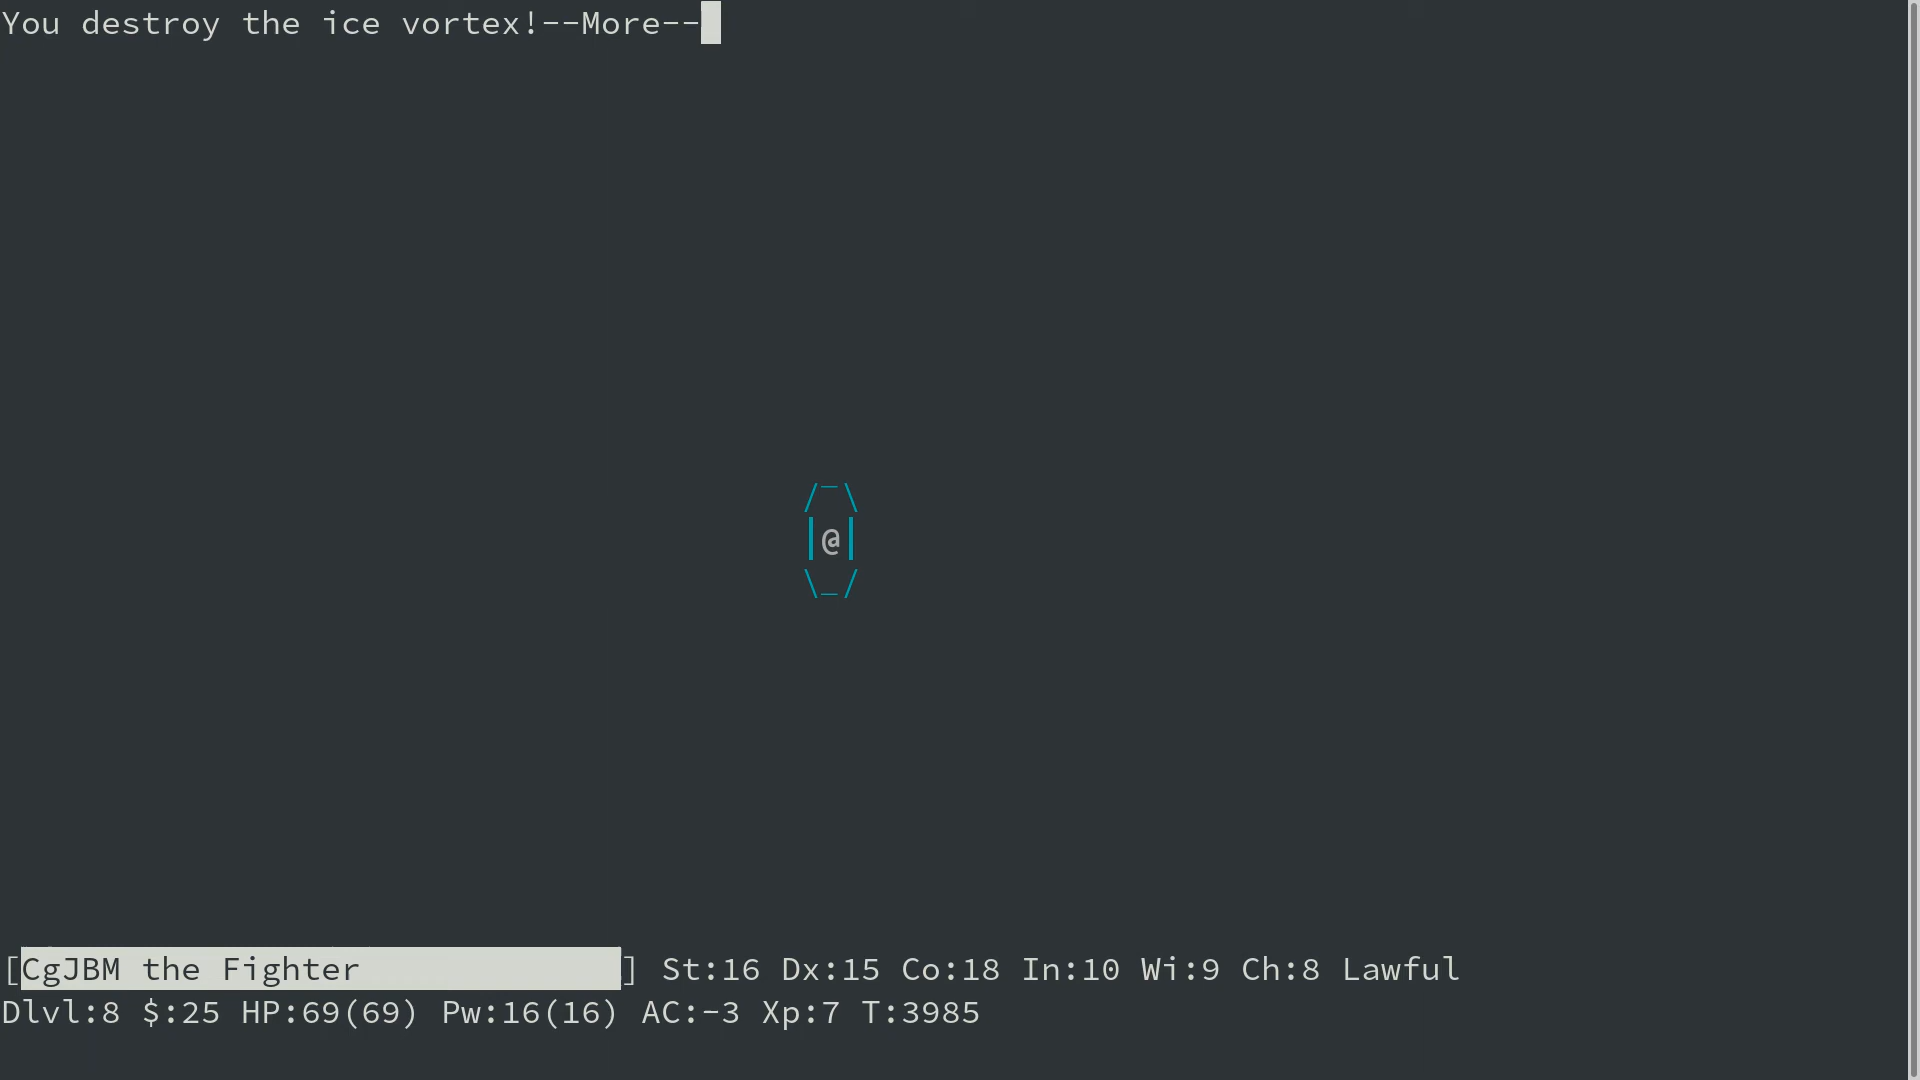 You destroy the ice vortex!--More--
/‾\
|@|
\_/
[CgJBM the Fighter              ] St:16 Dx:15 Co:18 In:10 Wi:9 Ch:8 Lawful
Dlvl:8 $:25 HP:69(69) Pw:16(16) AC:-3 Xp:7 T:3985